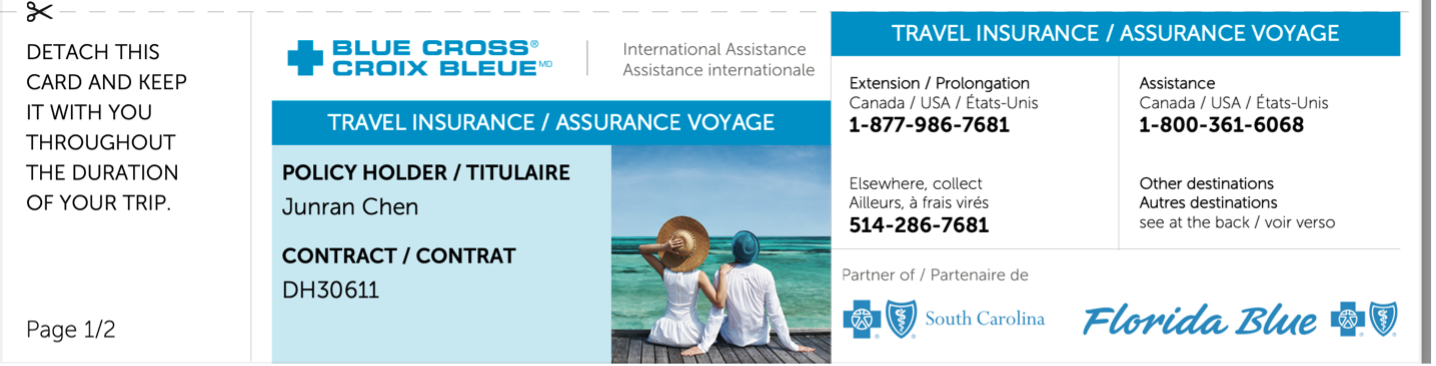 DETACH THIS
CARD AND KEEP
IT WITH YOU
THROUGHOUT
THE DURATION
OF YOUR TRIP.
Page 1/2
BLUE CROSS®
CROIX BLEUE MD
International Assistance
Assistance internationale
TRAVEL INSURANCE / ASSURANCE VOYAGE
POLICY HOLDER / TITULAIRE
Junran Chen
CONTRACT / CONTRAT
DH30611
TRAVEL INSURANCE / ASSURANCE VOYAGE
Extension / Prolongation
Canada / USA / États-Unis
1-877-986-7681
Assistance
Canada / USA / États-Unis
1-800-361-6068
Elsewhere, collect
Ailleurs, à frais virés
514-286-7681
Other destinations
Autres destinations
see at the back / voir verso
Partner of / Partenaire de
South Carolina
Florida Blue